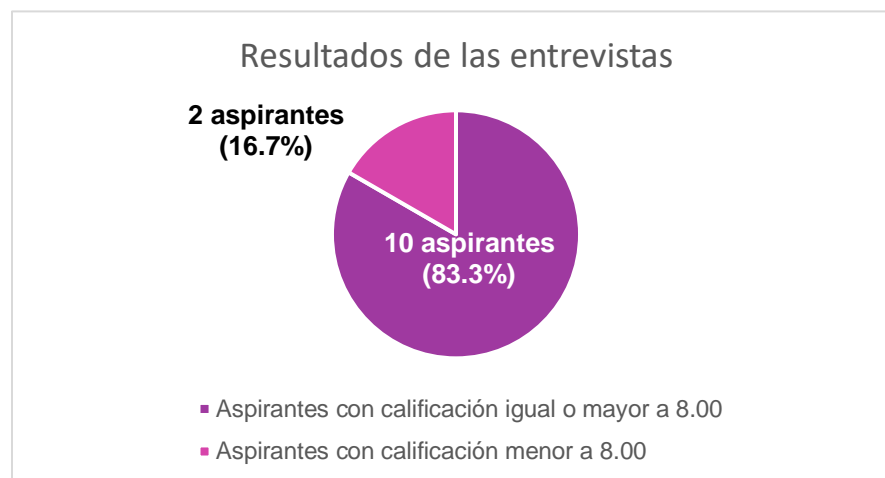 Resultados de las entrevistas
2 aspirantes
(16.7%)
10 aspirantes
(83.3%)
Aspirantes con calificación igual o mayor a 8.00
Aspirantes con calificación menor a 8.00